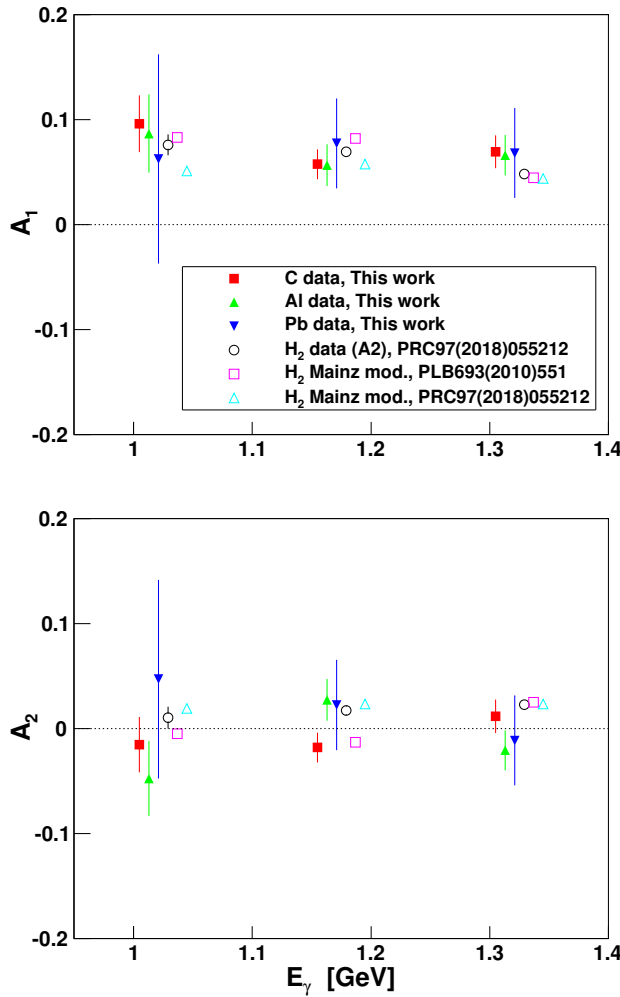 0.2
0.1
0
-0.1
-0.2
A₁
C data, This work
Al data, This work
Pb data, This work
H₂ data (A2), PRC97(2018)055212
H₂ Mainz mod., PLB693(2010)551
H₂ Mainz mod., PRC97(2018)055212
1 1.1 1.2 1.3 1.4
0.2
0.1
0
-0.1
-0.2
A₂
1 1.1 1.2 1.3 1.4
Eγ [GeV]